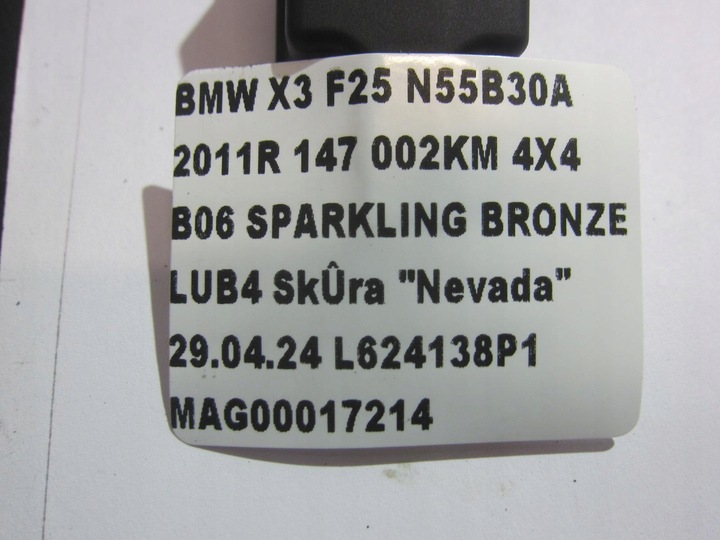 BMW X3 F25 N55B30A
2011R 147 002KM 4X4
B06 SPARKLING BRONZE
LUB4 SkÛra "Nevada"
29.04.24 L624138P1
MAG00017214